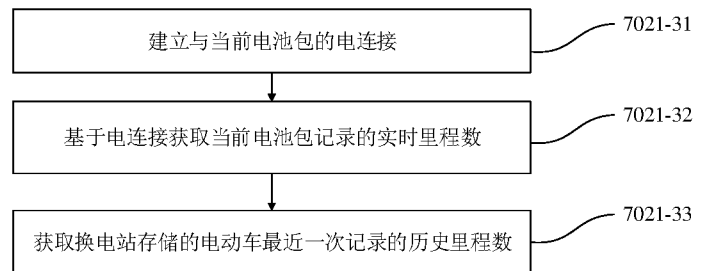 建立与当前电池包的电连接
7021-31
基于电连接获取当前电池包记录的实时里程数
7021-32
获取换电站存储的电动车最近一次记录的历史里程数
7021-33